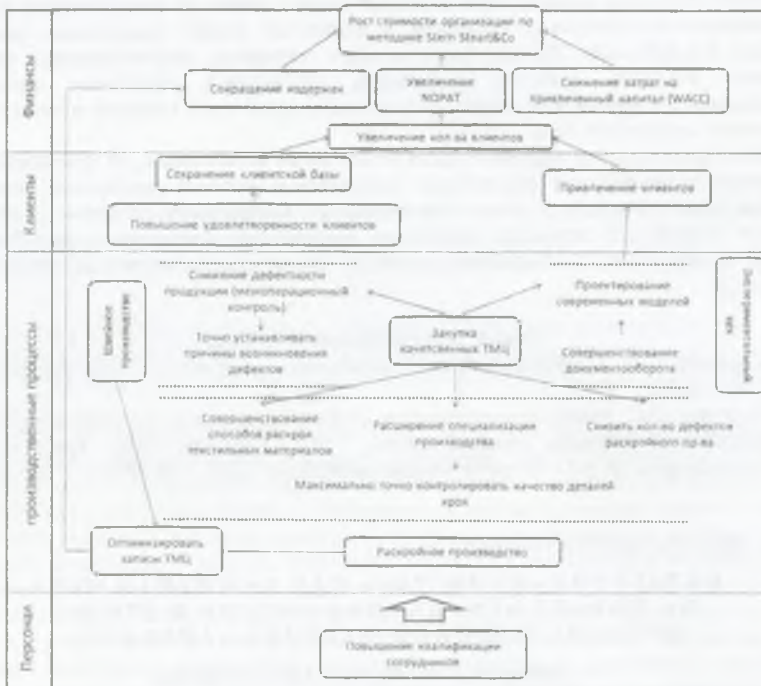 Финансы
Рост стоимости организации по
методике Stern Steart&Co
Сокращение издержек
Увеличение
NOPAT
Снижение затрат на
привлеченный капитал (WACC)
Увеличение кол-ва клиентов
Клиенты
Сохранение клиентской базы
Привлечение клиентов
Повышение удовлетворенности клиентов
производственные процессы
Швейное
производство
Снижение дефектности
продукции (межоперационный
контроль)
Точно устанавливать
причины возникновения
дефектов
Закупка
качетсвенных ТМЦ
Проектирование
современных моделей
Совершенствование
документооборота
Экспериментальный
цех
Совершенствование
способов раскроя
текстильных материалов
Расширение специализации
производства
Снизить кол-во дефектов
раскройного пр-ва
Максимально точно контролировать качество деталей
кроя
Оптимизировать
запасы ТМЦ
Раскройное производство
Персонал
Повышение квалификации
сотрудников